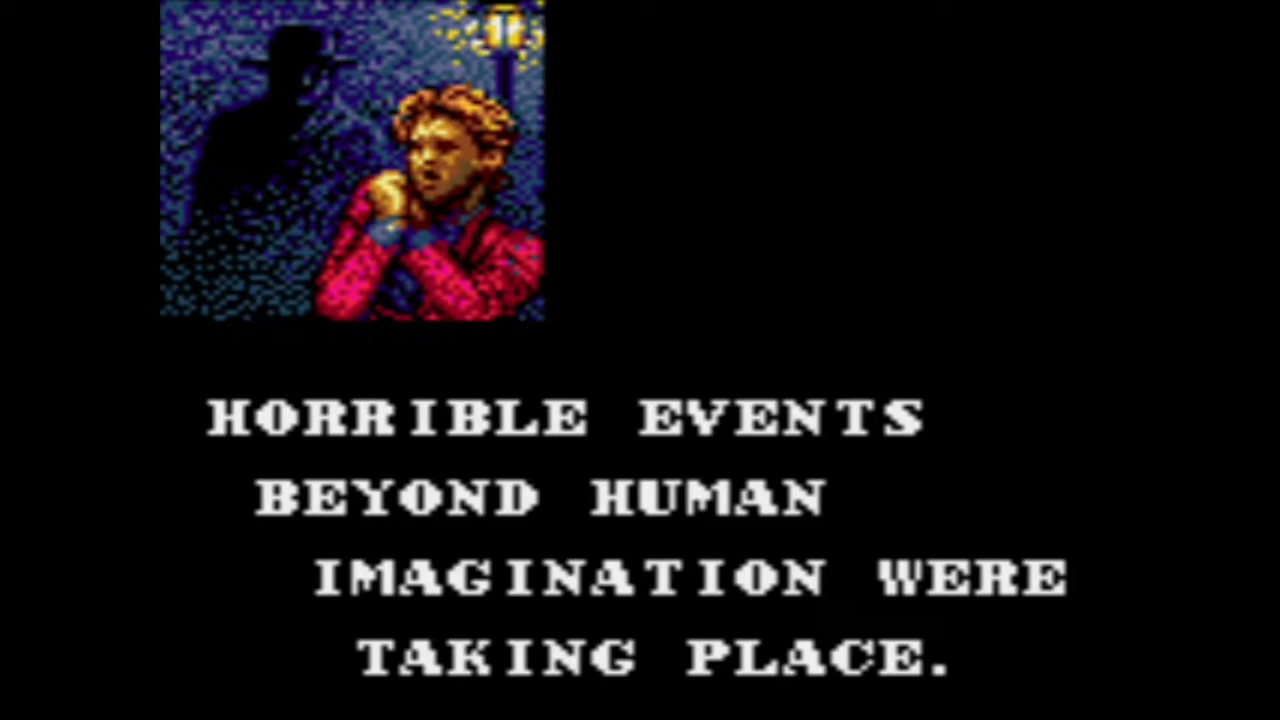 HORRIBLE EVENTS
BEYOND HUMAN
IMAGINATION WERE
TAKING PLACE.